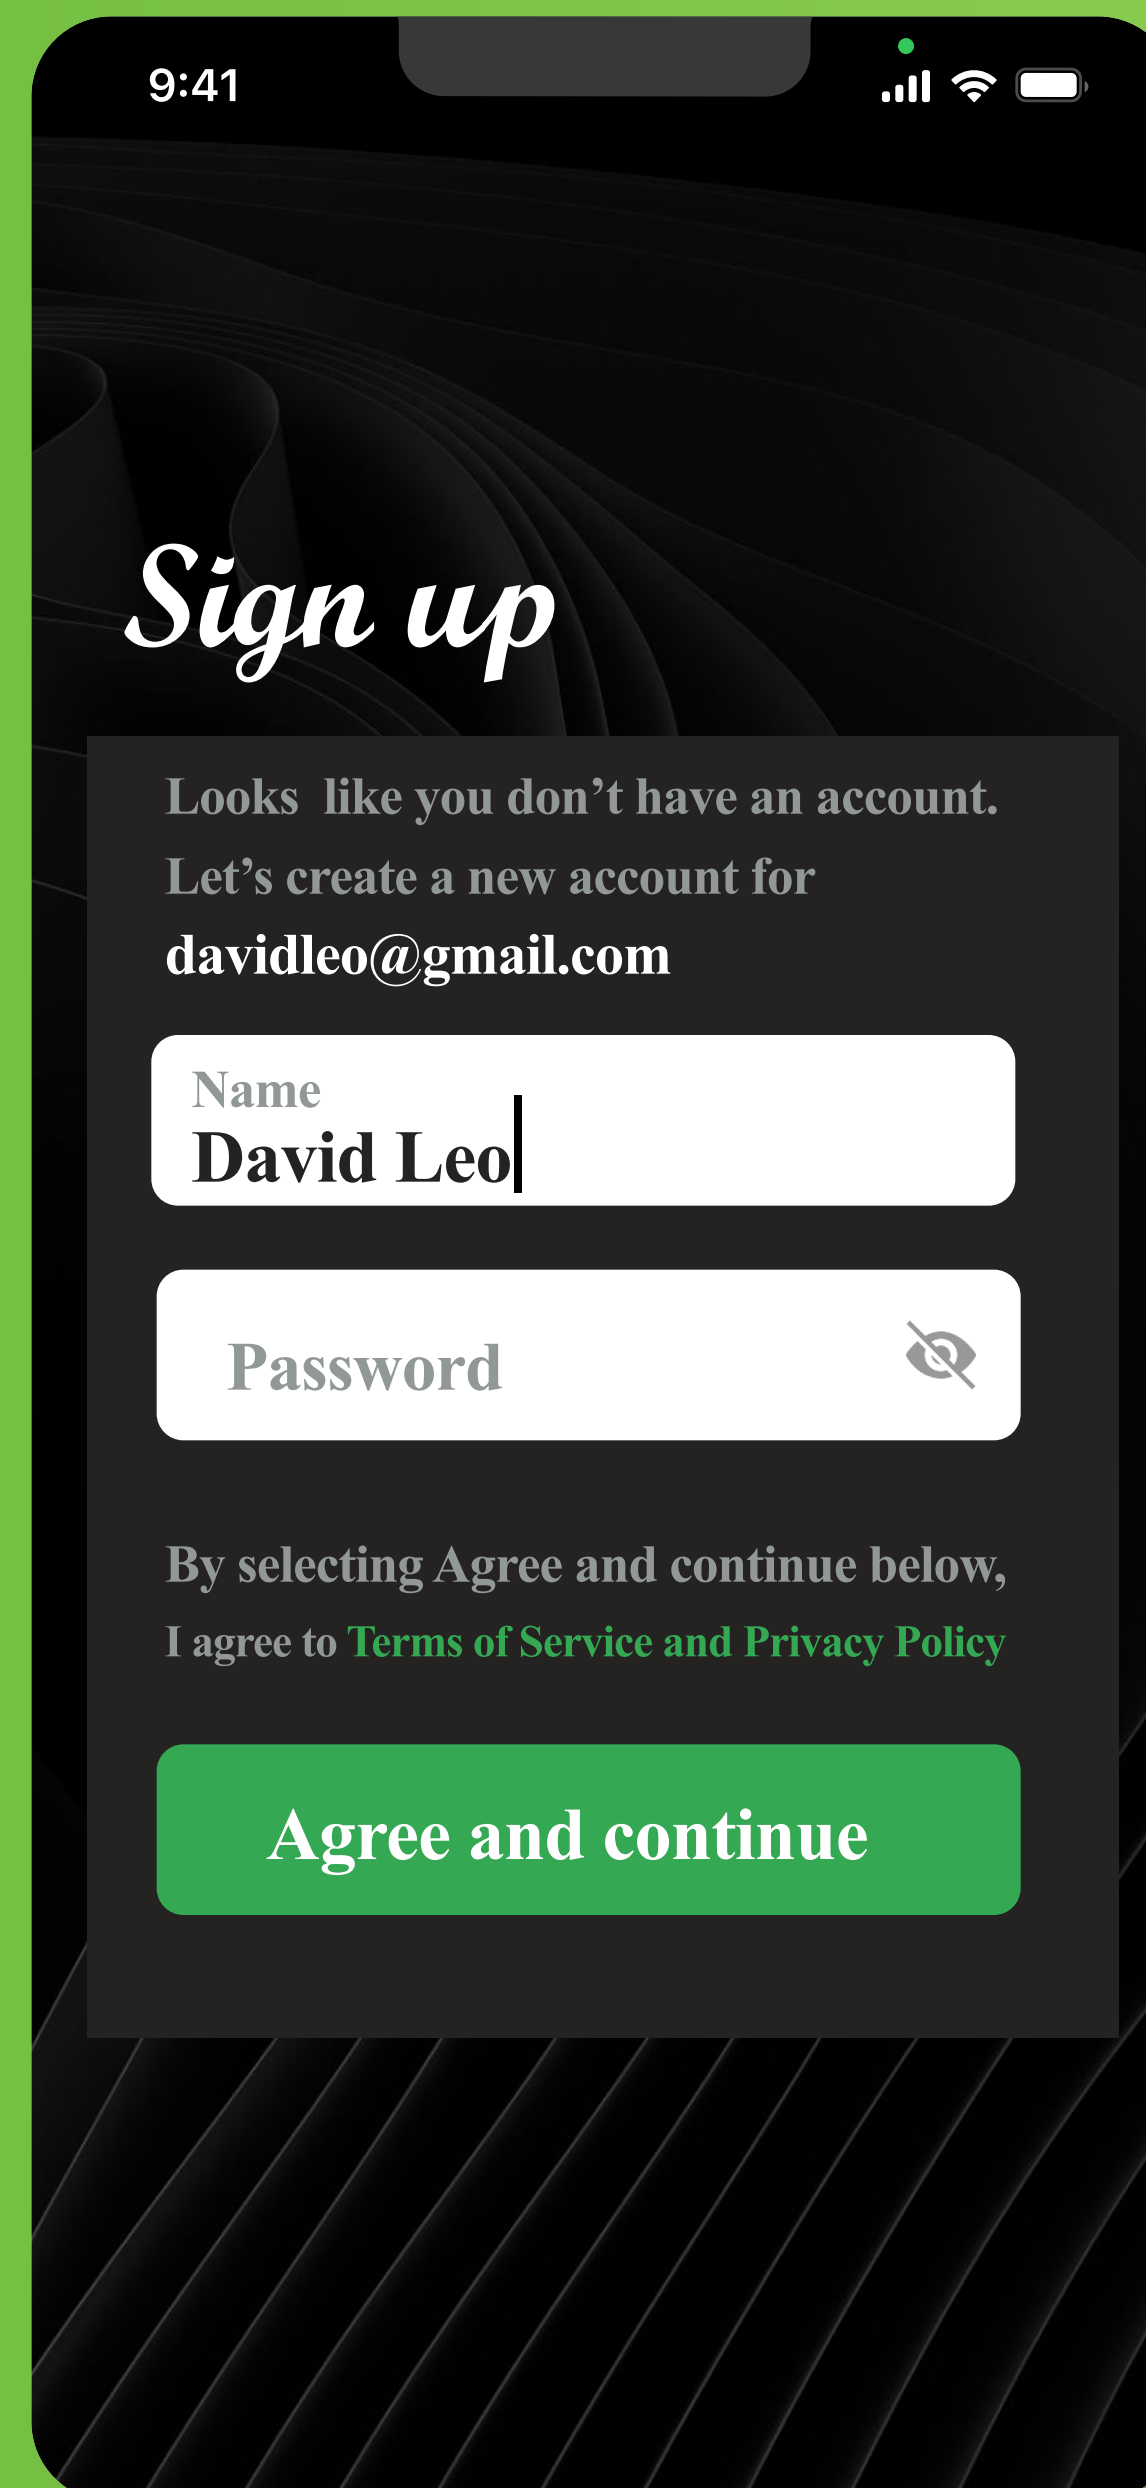 9:41
Sign up
Looks  like you don’t have an account.
Let’s create a new account for
davidleo@gmail.com
Name
David Leo
Password
By selecting Agree and continue below,
I agree to Terms of Service and Privacy Policy
Agree and continue